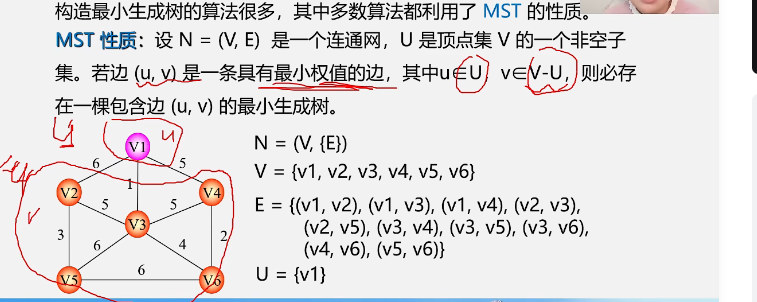 构造最小生成树的算法很多，其中多数算法都利用了 MST 的性质。
MST 性质：设 N = (V, E) 是一个连通网，U 是顶点集 V 的一个非空子
集。若边 (u, v) 是一条具有最小权值的边，其中u∈U，v∈V-U，则必存
在一棵包含边 (u, v) 的最小生成树。
N = (V, {E})
V = {v1, v2, v3, v4, v5, v6}
E = {(v1, v2), (v1, v3), (v1, v4), (v2, v3),
(v2, v5), (v3, v4), (v3, v5), (v3, v6),
(v4, v6), (v5, v6)}
U = {v1}
u
V1
6
5
1
V2
V4
5
5
V3
v
3
6
4
2
V5
6
V6